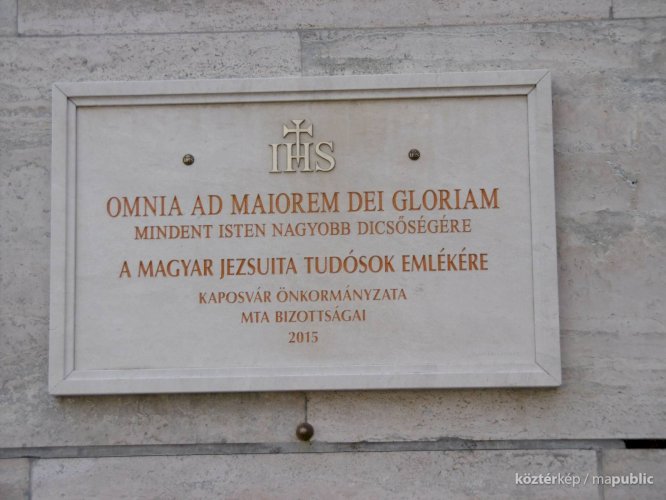 IHS
OMNIA AD MAIOREM DEI GLORIAM
MINDENT ISTEN NAGYOBB DICSŐSÉGÉRE
A MAGYAR JEZSUITA TUDÓSOK EMLÉKÉRE
KAPOSVÁR ÖNKORMÁNYZATA
MTA BIZOTTSÁGAI
2015
köztérkép / mapublic